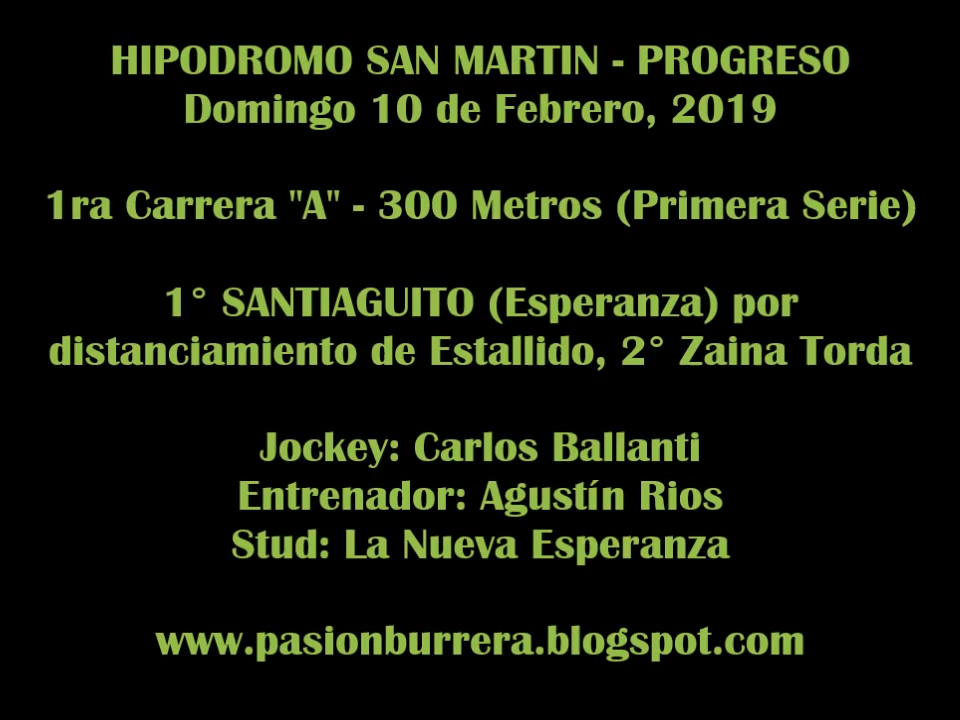 HIPODROMO SAN MARTIN - PROGRESO
Domingo 10 de Febrero, 2019
1ra Carrera "A" - 300 Metros (Primera Serie)
1° SANTIAGUITO (Esperanza) por
distanciamiento de Estallido, 2° Zaina Torda
Jockey: Carlos Ballanti
Entrenador: Agustín Rios
Stud: La Nueva Esperanza
www.pasionburrera.blogspot.com